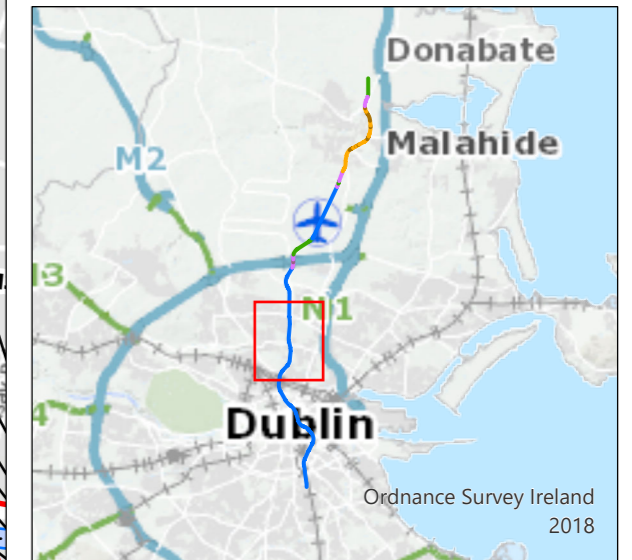 Donabate
Malahide
M2
N1
Dublin
Ordnance Survey Ireland
2018